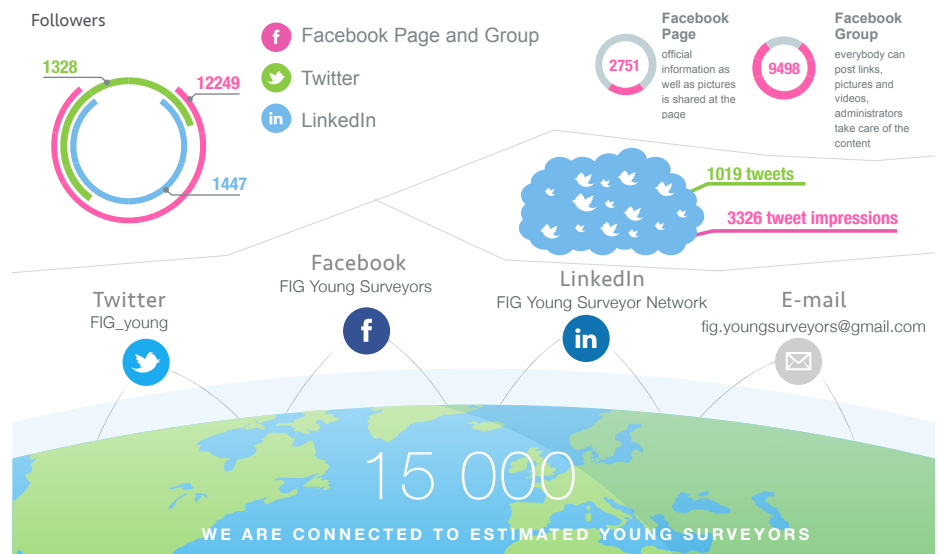 Followers
1328
12249
1447
f Facebook Page and Group
Twitter
in LinkedIn
2751
Facebook
Page
official
information as
well as pictures
is shared at the
page
9498
Facebook
Group
everybody can
post links,
pictures and
videos,
administrators
take care of the
content
1019 tweets
3326 tweet impressions
Twitter
FIG_young
Facebook
FIG Young Surveyors
f
LinkedIn
FIG Young Surveyor Network
in
E-mail
fig.youngsurveyors@gmail.com
15 000
WE ARE CONNECTED TO ESTIMATED YOUNG SURVEYORS